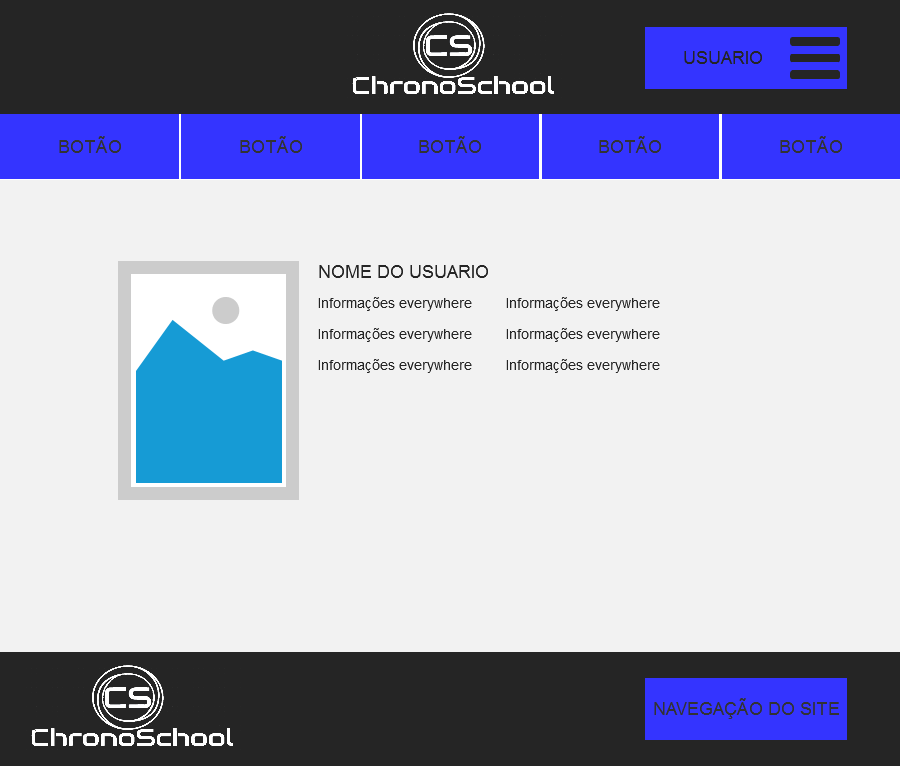 CS
ChronoSchool
USUARIO
BOTÃO BOTÃO BOTÃO BOTÃO BOTÃO
NOME DO USUARIO
Informações everywhere Informações everywhere
Informações everywhere Informações everywhere
Informações everywhere Informações everywhere
CS
ChronoSchool
NAVEGAÇÃO DO SITE